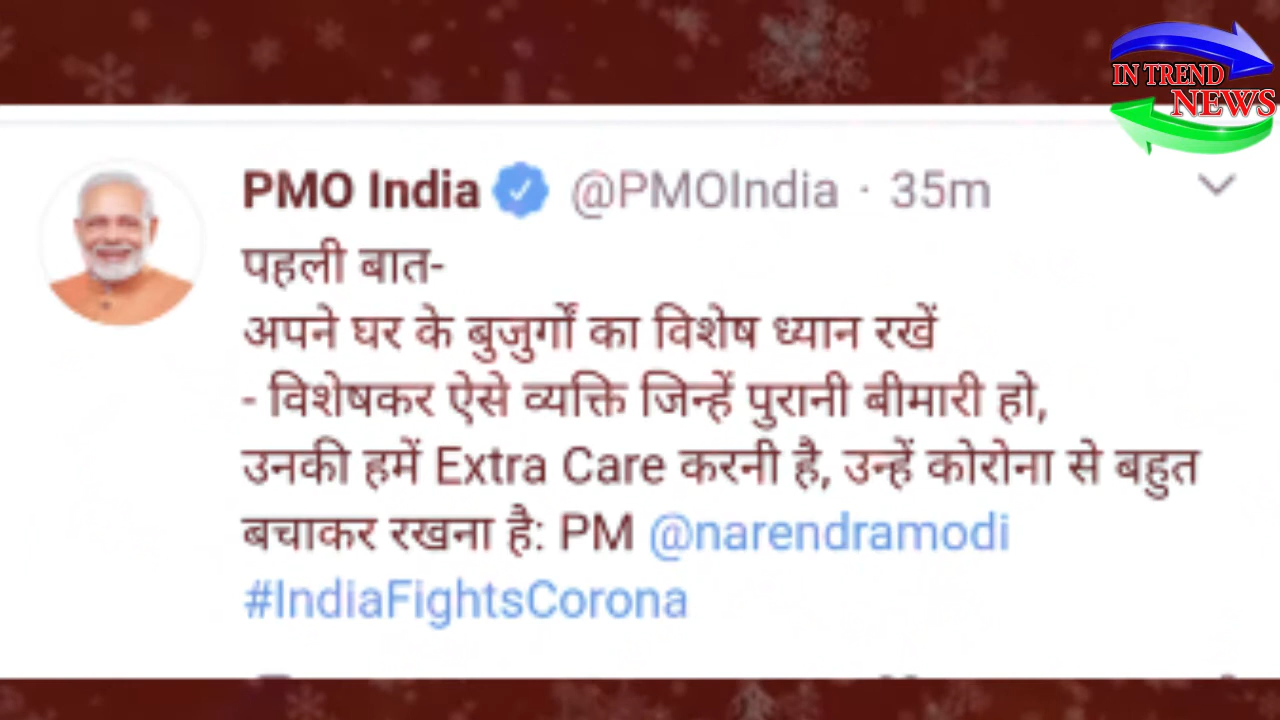 IN TREND
NEWS
PMO India @PMOIndia · 35m
पहली बात-
अपने घर के बुजुर्गों का विशेष ध्यान रखें
- विशेषकर ऐसे व्यक्ति जिन्हें पुरानी बीमारी हो,
उनकी हमें Extra Care करनी है, उन्हें कोरोना से बहुत
बचाकर रखना है: PM @narendramodi
#IndiaFightsCorona